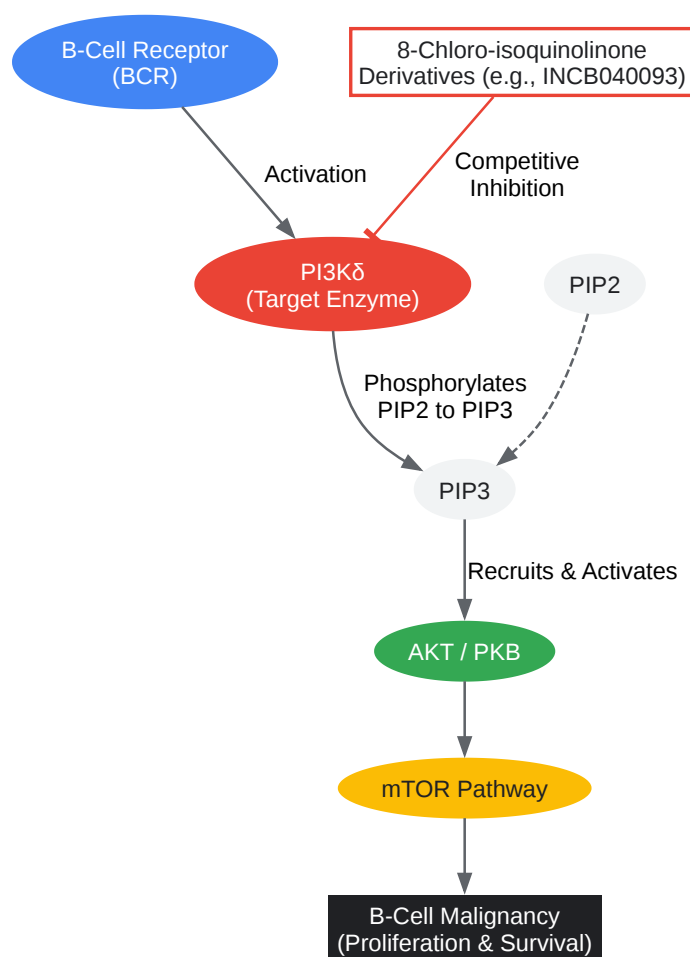 B-Cell Receptor
(BCR)
8-Chloro-isoquinolinone
Derivatives (e.g., INCB040093)
Activation
Competitive
Inhibition
PI3Kδ
(Target Enzyme)
PIP2
Phosphorylates
PIP2 to PIP3
PIP3
Recruits & Activates
AKT / PKB
mTOR Pathway
B-Cell Malignancy
(Proliferation & Survival)